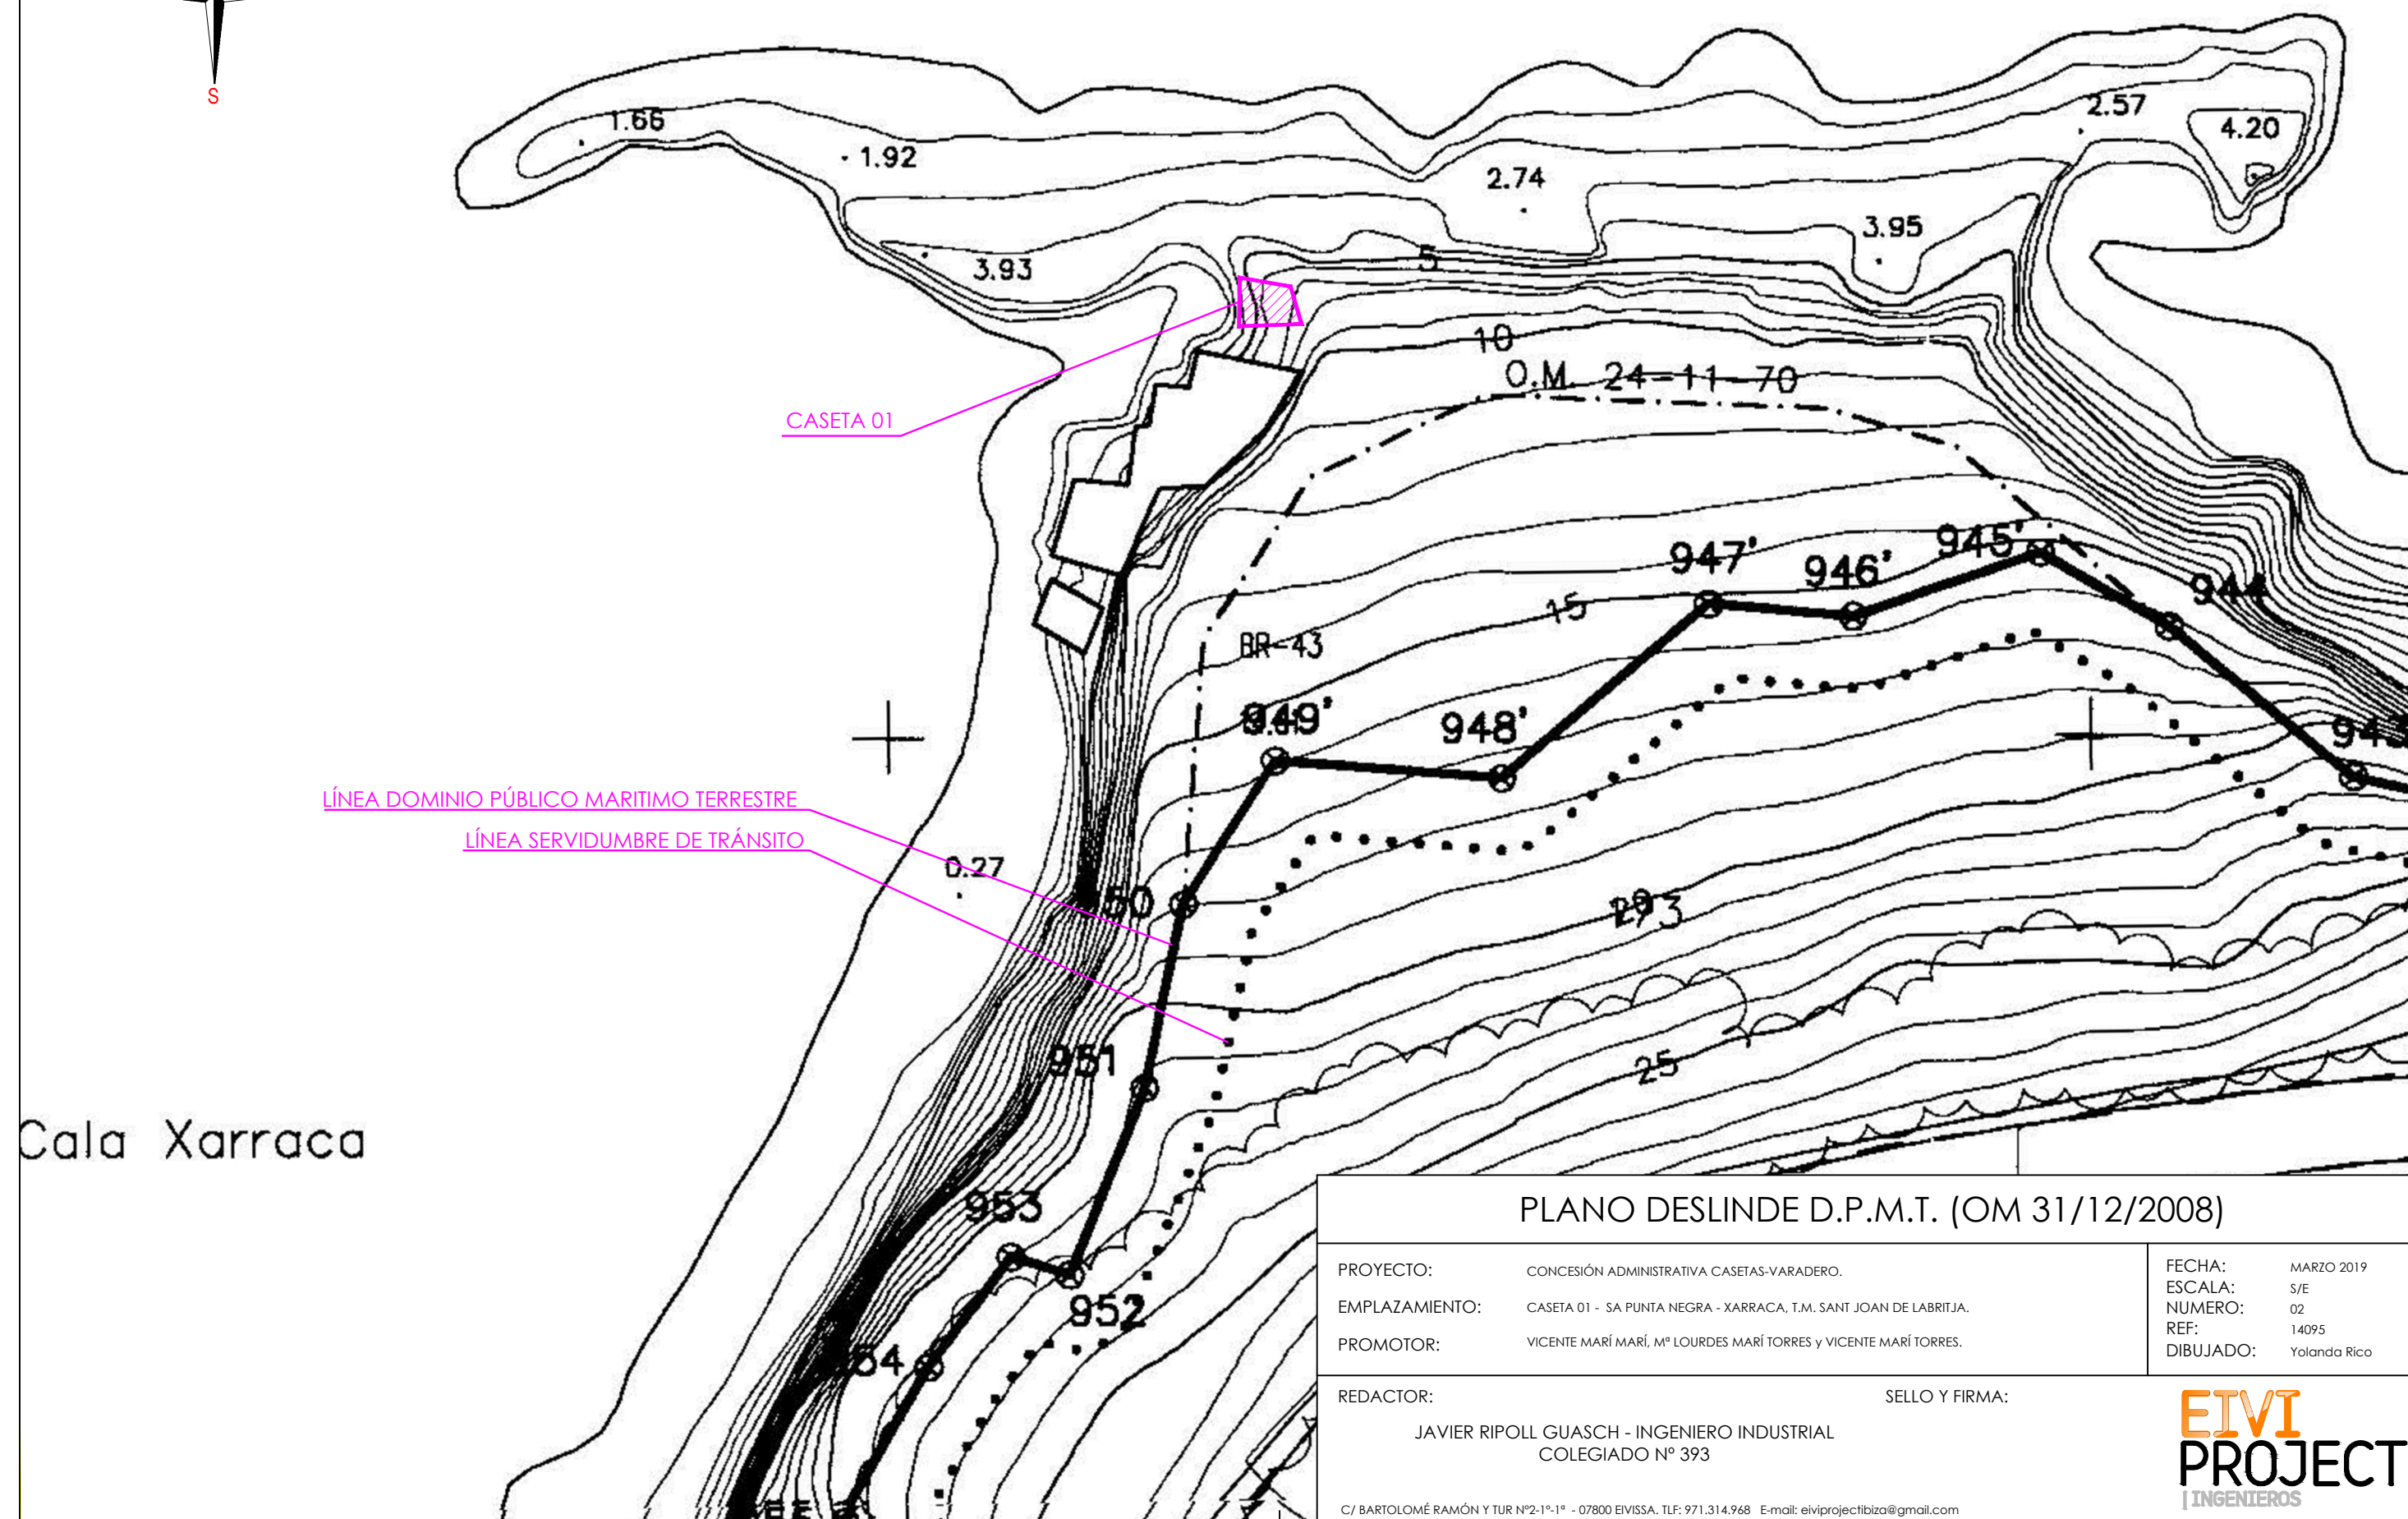 S
1.66
1.92
2.57
4.20
2.74
3.95
3.93
5
10
O.M. 24-11-70
CASETA 01
947'
946'
945'
944
15
949'
948'
LÍNEA DOMINIO PÚBLICO MARITIMO TERRESTRE
LÍNEA SERVIDUMBRE DE TRÁNSITO
0.27
951
25
Cala Xarraca
953
952
PLANO DESLINDE D.P.M.T. (OM 31/12/2008)
PROYECTO: CONCESIÓN ADMINISTRATIVA CASETAS-VARADERO.
EMPLAZAMIENTO: CASETA 01 - SA PUNTA NEGRA - XARRACA, T.M. SANT JOAN DE LABRITJA.
PROMOTOR: VICENTE MARÍ MARÍ, Mª LOURDES MARÍ TORRES y VICENTE MARÍ TORRES.
FECHA: MARZO 2019
ESCALA: S/E
NUMERO: 02
REF: 14095
DIBUJADO: Yolanda Rico
REDACTOR:
SELLO Y FIRMA:
JAVIER RIPOLL GUASCH - INGENIERO INDUSTRIAL
COLEGIADO Nº 393
EIVI
PROJECT
| INGENIEROS
C/ BARTOLOMÉ RAMÓN Y TUR Nº2-1º-1ª - 07800 EIVISSA. TLF: 971.314.968 E-mail: eiviprojectibiza@gmail.com